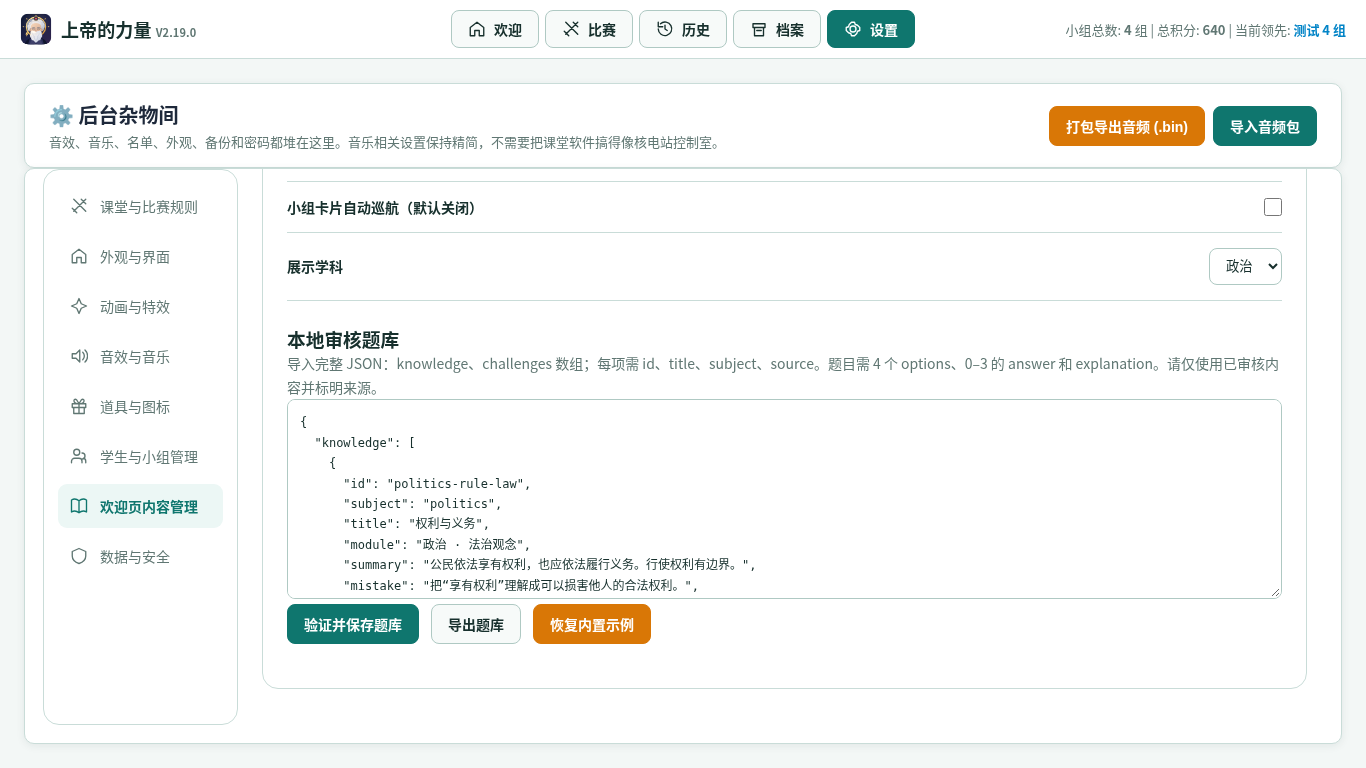 上帝的力量 V2.19.0
欢迎
比赛
历史
档案
设置
小组总数: 4 组 | 总积分: 640 | 当前领先: 测试 4 组
⚙️ 后台杂物间
音效、音乐、名单、外观、备份和密码都堆在这里。音乐相关设置保持精简，不需要把课堂软件搞得像核电站控制室。
打包导出音频 (.bin)
导入音频包
课堂与比赛规则
外观与界面
动画与特效
音效与音乐
道具与图标
学生与小组管理
欢迎页内容管理
数据与安全
小组卡片自动巡航（默认关闭）
展示学科
政治
本地审核题库
导入完整 JSON：knowledge、challenges 数组；每项需 id、title、subject、source。题目需 4 个 options、0–3 的 answer 和 explanation。请仅使用已审核内
容并标明来源。
{
  "knowledge": [
    {
      "id": "politics-rule-law",
      "subject": "politics",
      "title": "权利与义务",
      "module": "政治 · 法治观念",
      "summary": "公民依法享有权利，也应依法履行义务。行使权利有边界。",
      "mistake": "把“享有权利”理解成可以损害他人的合法权利。",
验证并保存题库
导出题库
恢复内置示例